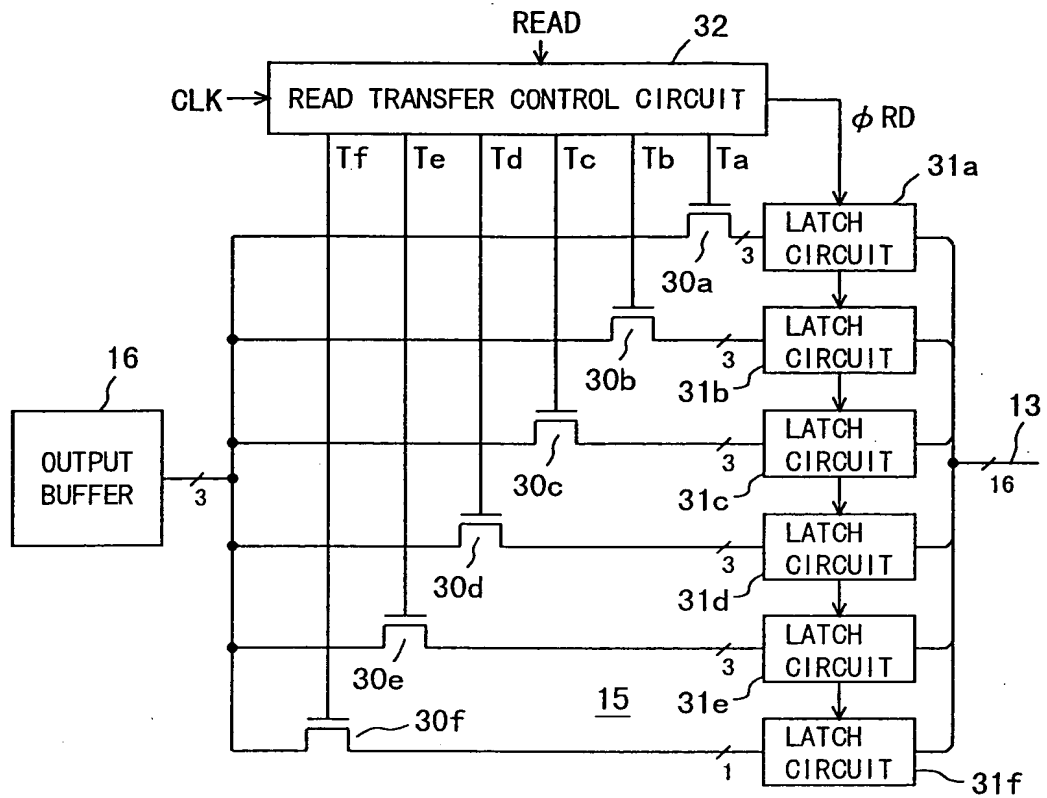 READ
32
CLK
READ TRANSFER CONTROL CIRCUIT
φ RD
Tf Te Td Tc Tb Ta
31a
LATCH
CIRCUIT
3
30a
LATCH
CIRCUIT
3
30b
31b
16
OUTPUT
BUFFER
3
LATCH
CIRCUIT
3
30c
31c
13
16
LATCH
CIRCUIT
3
30d
31d
LATCH
CIRCUIT
3
30e
31e
15
30f
LATCH
CIRCUIT
1
31f